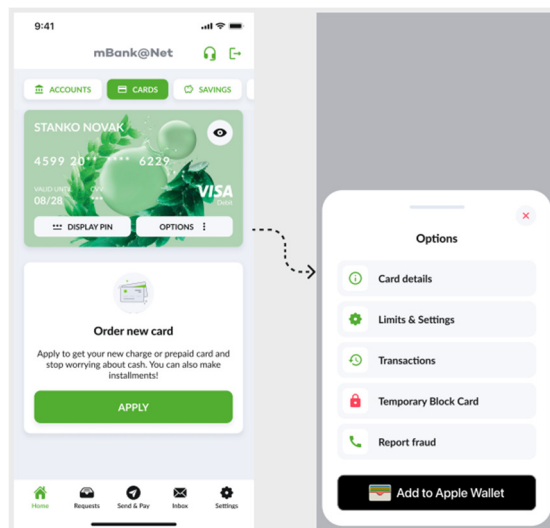 9:41
mBank@Net
ACCOUNTS
CARDS
SAVINGS
STANKO NOVAK
4599 20** **** 6229
VALID UNTIL
CVV
08/28
***
VISA
Debit
DISPLAY PIN
OPTIONS
Order new card
Apply to get your new charge or prepaid card and
stop worrying about cash. You can also make
installments!
APPLY
Home
Requests
Send & Pay
Inbox
Settings
Options
Card details
Limits & Settings
Transactions
Temporary Block Card
Report fraud
Add to Apple Wallet